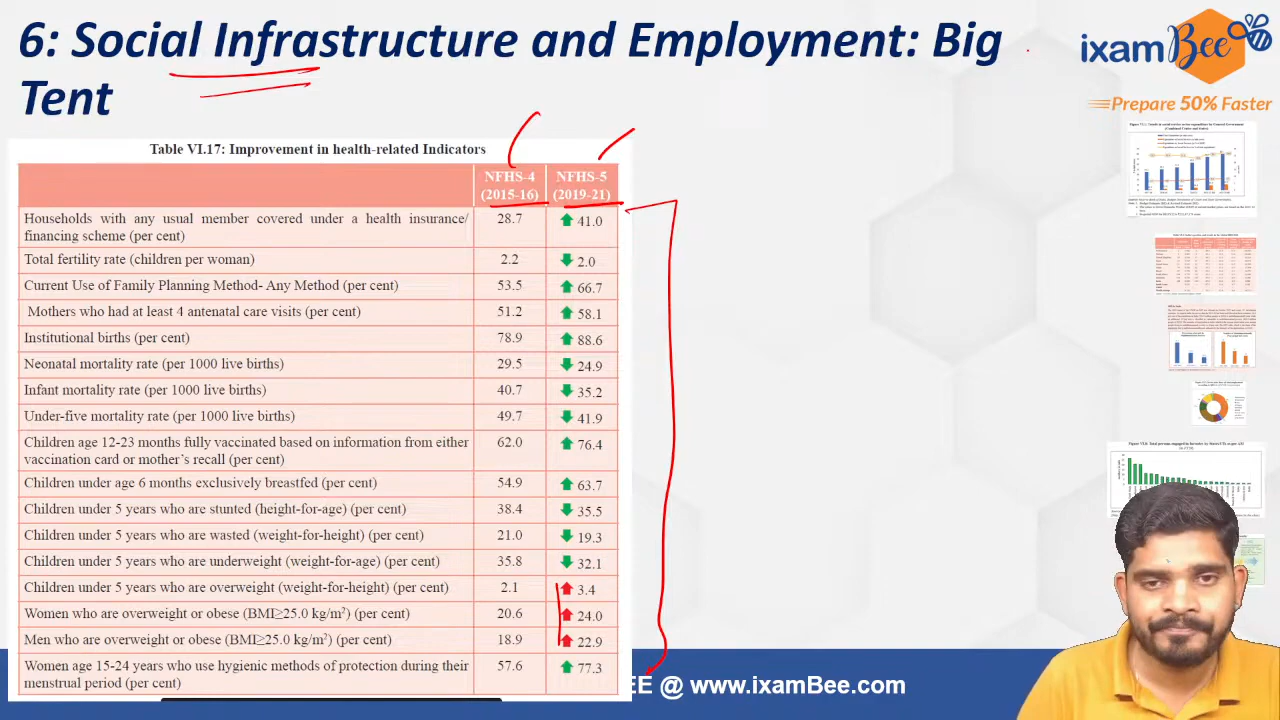 6: Social Infrastructure and Employment: Big
Tent
ixamBee
Prepare 50% Faster
Table VI.17: Improvement in health-related Indic
NFHS-4 NFHS-5
(2015-16) (2019-21)
Households with any usual member covered under a health insurance/ 28.7 41.0
financing scheme (per cent)
Total fertility rate (children per woman) 2.2 2.0
Current Use of Family Planning Method- Any Method (per cent) 53.5 66.7
Mothers who had at least 4 antenatal care visits (per cent) 51.2 58.1
Institutional births (per cent) 78.9 88.6
Neonatal mortality rate (per 1000 live births) 29.5 24.9
Infant mortality rate (per 1000 live births) 40.7 35.2
Under-five mortality rate (per 1000 live births) 49.7 41.9
Children age 12-23 months fully vaccinated based on information from either 62.0 76.4
vaccination card or mother's recall (per cent)
Children under age 6 months exclusively breastfed (per cent) 54.9 63.7
Children under 5 years who are stunted (height-for-age) (per cent) 38.4 35.5
Children under 5 years who are wasted (weight-for-height) (per cent) 21.0 19.3
Children under 5 years who are underweight (weight-for-age) (per cent) 35.8 32.1
Children under 5 years who are overweight (weight-for-height) (per cent) 2.1 3.4
Women who are overweight or obese (BMI≥25.0 kg/m²) (per cent) 20.6 24.0
Men who are overweight or obese (BMI≥25.0 kg/m²) (per cent) 18.9 22.9
Women age 15-24 years who use hygienic methods of protection during their 57.6 77.3
menstrual period (per cent)
EE @ www.ixamBee.com